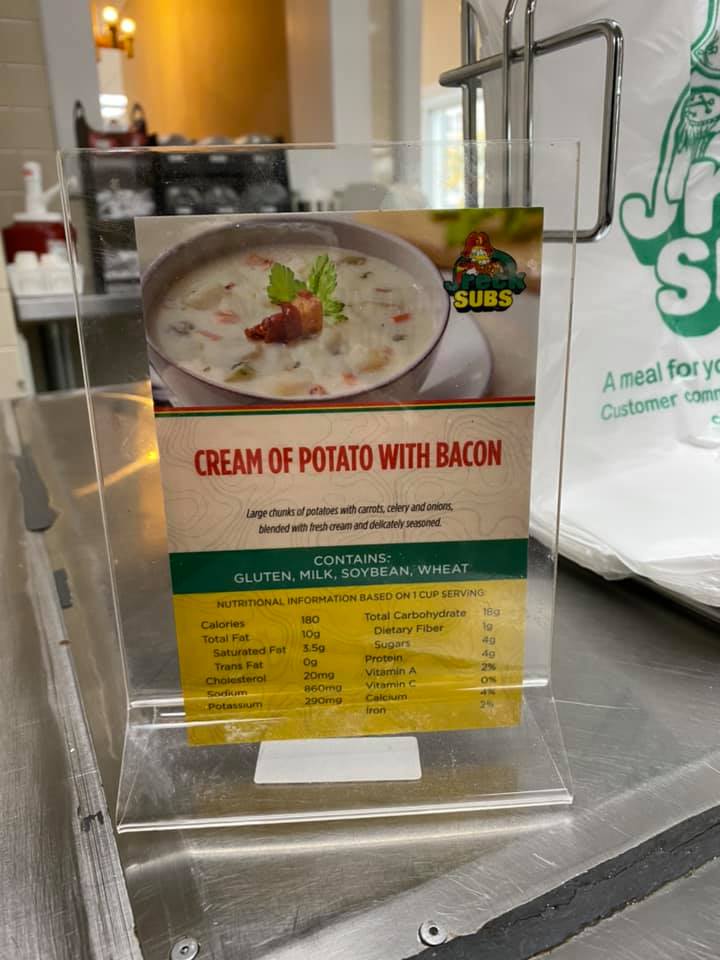 Jreck
SUBS
CREAM OF POTATO WITH BACON
Large chunks of potatoes with carrots, celery and onions,
blended with fresh cream and delicately seasoned.
CONTAINS:
GLUTEN, MILK, SOYBEAN, WHEAT
NUTRITIONAL INFORMATION BASED ON 1 CUP SERVING:
Calories 180
Total Fat 10g
Saturated Fat 3.5g
Trans Fat 0g
Cholesterol 20mg
Sodium 860mg
Potassium 290mg
Total Carbohydrate 18g
Dietary Fiber 1g
Sugars 4g
Protein 4g
Vitamin A 2%
Vitamin C 0%
Calcium 4%
Iron 2%
A meal for yo
Customer comm